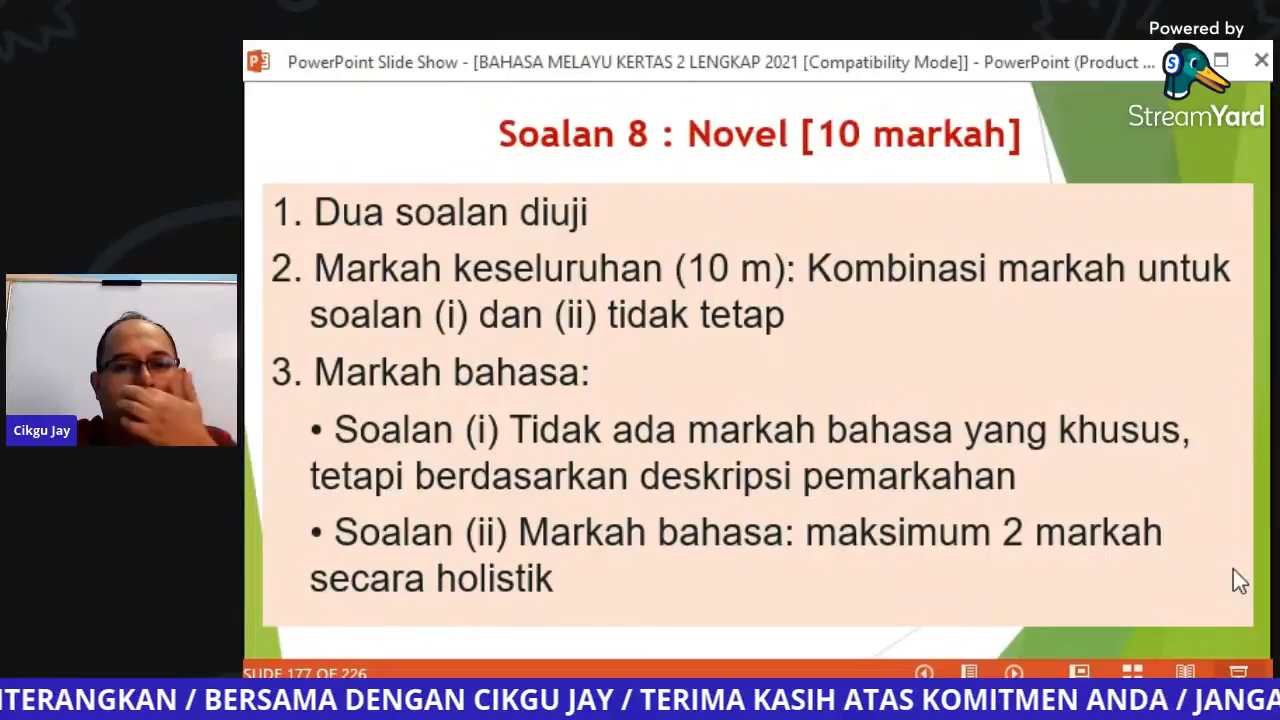 Powered by
StreamYard
PowerPoint Slide Show - [BAHASA MELAYU KERTAS 2 LENGKAP 2021 [Compatibility Mode]] - PowerPoint (Product ...
Soalan 8 : Novel [10 markah]
1. Dua soalan diuji
2. Markah keseluruhan (10 m): Kombinasi markah untuk
soalan (i) dan (ii) tidak tetap
3. Markah bahasa:
• Soalan (i) Tidak ada markah bahasa yang khusus,
tetapi berdasarkan deskripsi pemarkahan
• Soalan (ii) Markah bahasa: maksimum 2 markah
secara holistik
Cikgu Jay
SLIDE 177 OF 226
ITERANGKAN / BERSAMA DENGAN CIKGU JAY / TERIMA KASIH ATAS KOMITMEN ANDA / JANGA